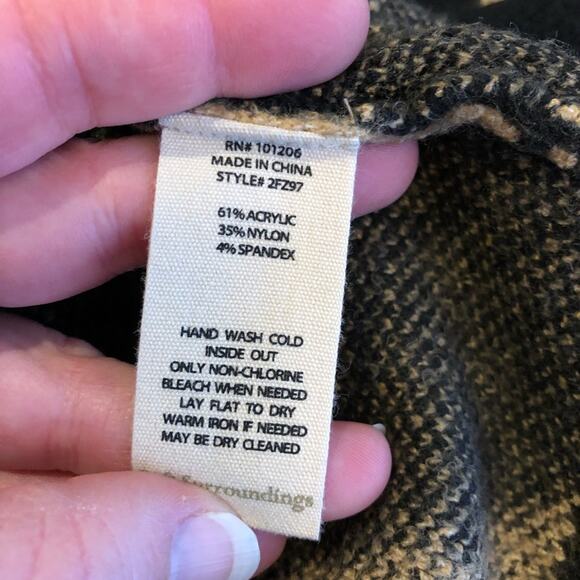 RN# 101206
MADE IN CHINA
STYLE# 2FZ97
61% ACRYLIC
35% NYLON
4% SPANDEX
HAND WASH COLD
INSIDE OUT
ONLY NON-CHLORINE
BLEACH WHEN NEEDED
LAY FLAT TO DRY
WARM IRON IF NEEDED
MAY BE DRY CLEANED
Surroundings